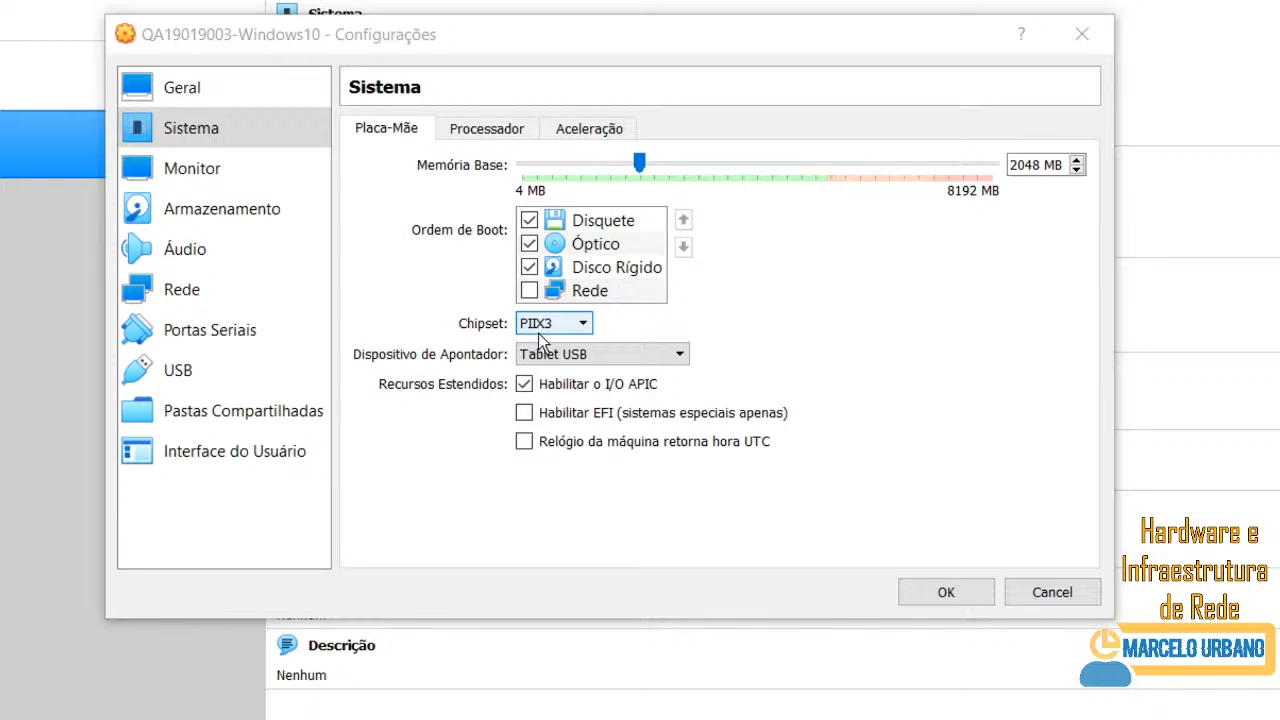 Sistema
QA19019003-Windows10 - Configurações
?
Geral
Sistema
Monitor
Armazenamento
Áudio
Rede
Portas Seriais
USB
Pastas Compartilhadas
Interface do Usuário
Sistema
Placa-Mãe Processador Aceleração
Memória Base: 2048 MB
4 MB 8192 MB
Ordem de Boot:
Disquete
Óptico
Disco Rígido
Rede
Chipset: PIIX3
Dispositivo de Apontador: Tablet USB
Recursos Estendidos: Habilitar o I/O APIC
Habilitar EFI (sistemas especiais apenas)
Relógio da máquina retorna hora UTC
OK Cancel
Descrição
Nenhum
Hardware e
Infraestrutura
de Rede
MARCELO URBANO